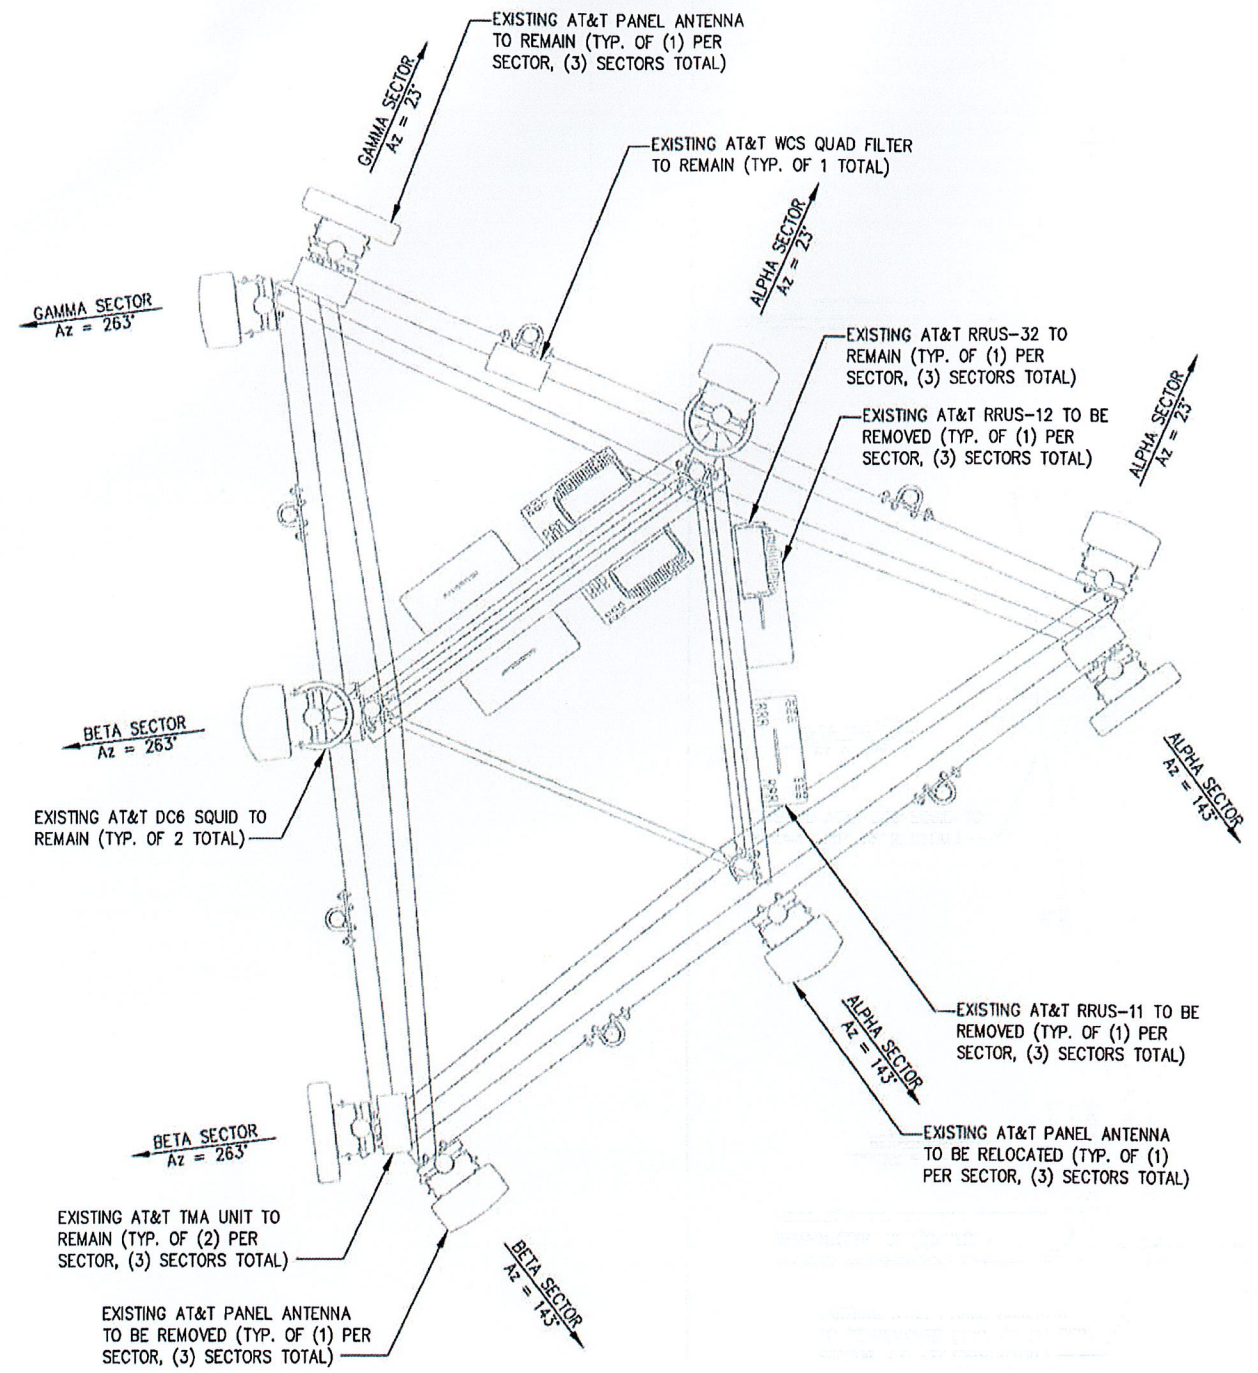 EXISTING AT&T PANEL ANTENNA
TO REMAIN (TYP. OF (1) PER
SECTOR, (3) SECTORS TOTAL)
GAMMA SECTOR
Az = 23°
EXISTING AT&T WCS QUAD FILTER
TO REMAIN (TYP. OF 1 TOTAL)
ALPHA SECTOR
Az = 23°
GAMMA SECTOR
Az = 263°
EXISTING AT&T RRUS-32 TO
REMAIN (TYP. OF (1) PER
SECTOR, (3) SECTORS TOTAL)
EXISTING AT&T RRUS-12 TO BE
REMOVED (TYP. OF (1) PER
SECTOR, (3) SECTORS TOTAL)
ALPHA SECTOR
Az = 23°
BETA SECTOR
Az = 263°
ALPHA SECTOR
Az = 143°
EXISTING AT&T DC6 SQUID TO
REMAIN (TYP. OF 2 TOTAL)
ALPHA SECTOR
Az = 143°
EXISTING AT&T RRUS-11 TO BE
REMOVED (TYP. OF (1) PER
SECTOR, (3) SECTORS TOTAL)
BETA SECTOR
Az = 263°
EXISTING AT&T PANEL ANTENNA
TO BE RELOCATED (TYP. OF (1)
PER SECTOR, (3) SECTORS TOTAL)
EXISTING AT&T TMA UNIT TO
REMAIN (TYP. OF (2) PER
SECTOR, (3) SECTORS TOTAL)
BETA SECTOR
Az = 143°
EXISTING AT&T PANEL ANTENNA
TO BE REMOVED (TYP. OF (1) PER
SECTOR, (3) SECTORS TOTAL)